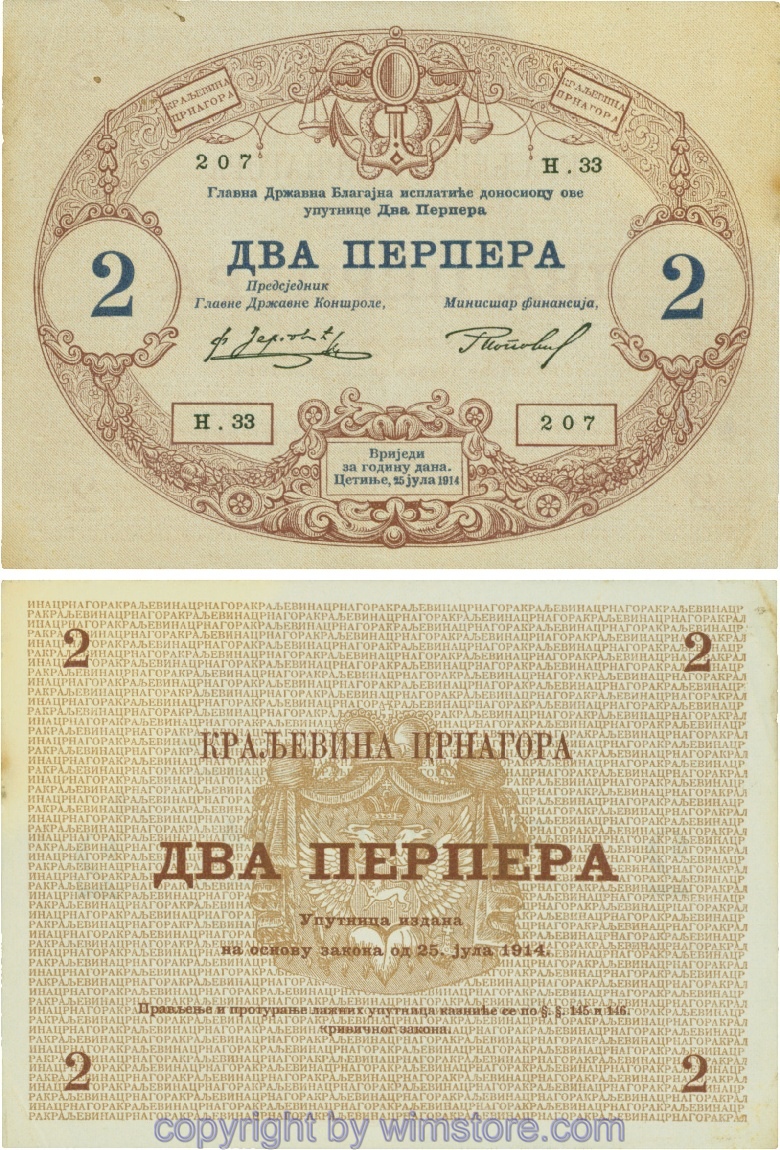 КРАЉЕВИНА
ЦРНАГОРА
КРАЉЕВИНА
ЦРНАГОРА
207
Н.33
Главна Државна Благајна исплатиће доносиоцу ове
упутнице Два Перпера
2
ДВА ПЕРПЕРА
2
Предсједник
Главне Државне Контроле,
Министар финансија,
Н.33
207
Вриједи
за годину дана.
Цетиње, 25 јула 1914
2
2
КРАЉЕВИНА ЦРНАГОРА
ДВА ПЕРПЕРА
Упутница издана
на основу закона од 25. јула 1914.
Прављење и протурање лажних упутница казниће се по §. §. 145 и 146.
кривичног закона.
2
2
copyright by wimstore.com